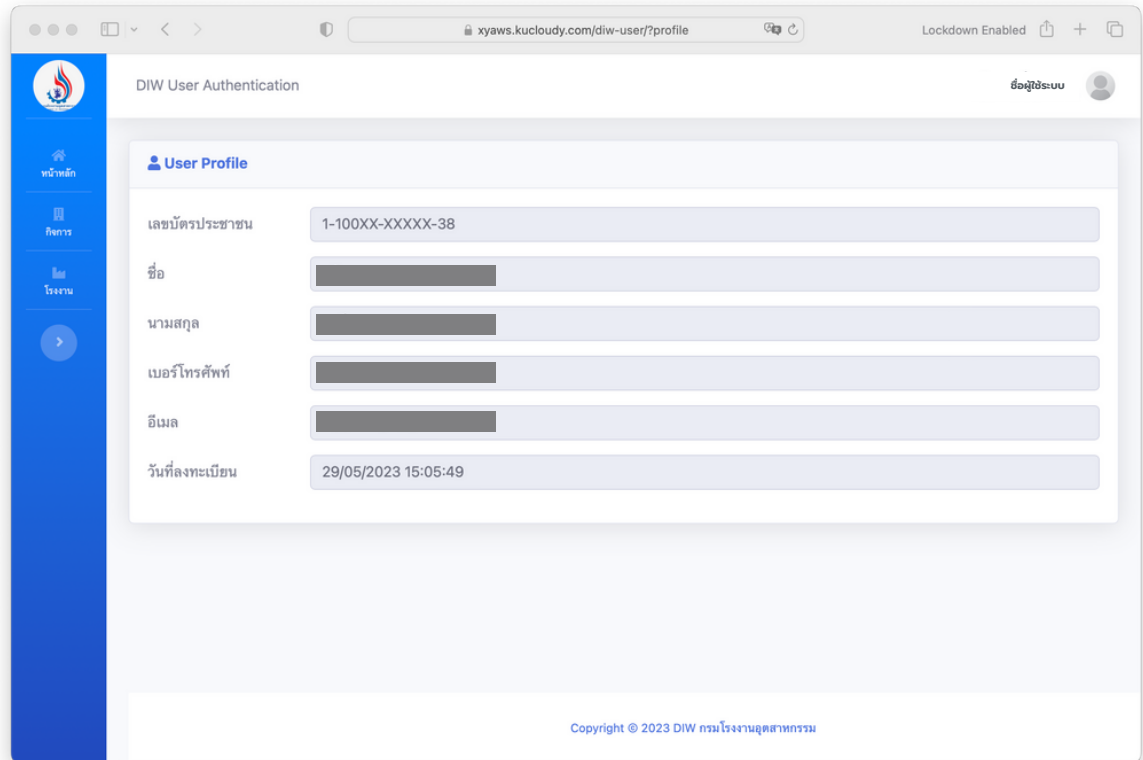 xyaws.kucloudy.com/diw-user/?profile
Lockdown Enabled
DIW User Authentication
ชื่อผู้ใช้ระบบ
หน้าหลัก
กิจการ
โรงงาน
User Profile
เลขบัตรประชาชน 1-100XX-XXXXX-38
ชื่อ
นามสกุล
เบอร์โทรศัพท์
อีเมล
วันที่ลงทะเบียน 29/05/2023 15:05:49
Copyright © 2023 DIW กรมโรงงานอุตสาหกรรม